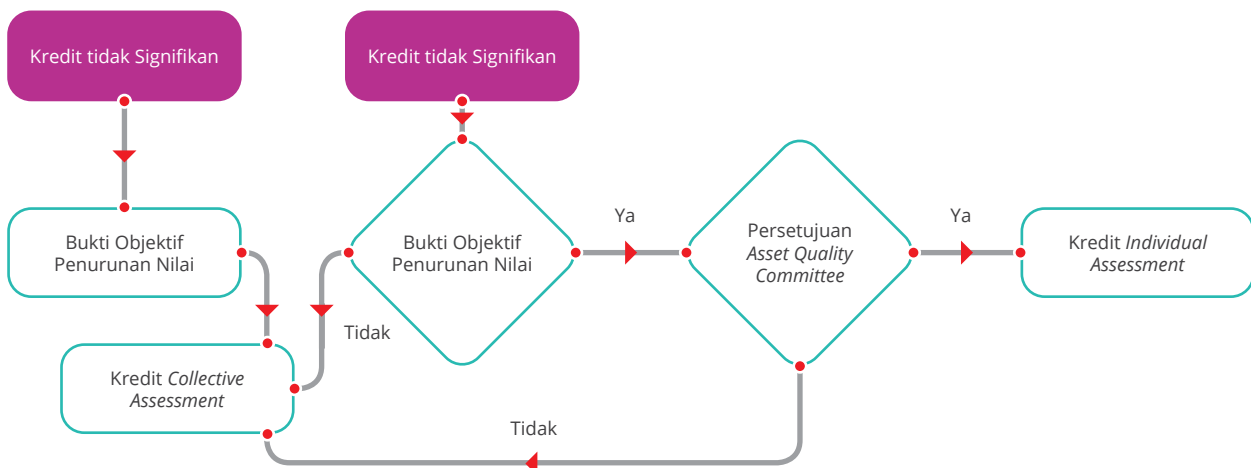 Kredit tidak Signifikan
Kredit tidak Signifikan
Bukti Objektif
Penurunan Nilai
Bukti Objektif
Penurunan Nilai
Ya
Persetujuan
Asset Quality
Committee
Ya
Kredit Individual
Assessment
Tidak
Kredit Collective
Assessment
Tidak